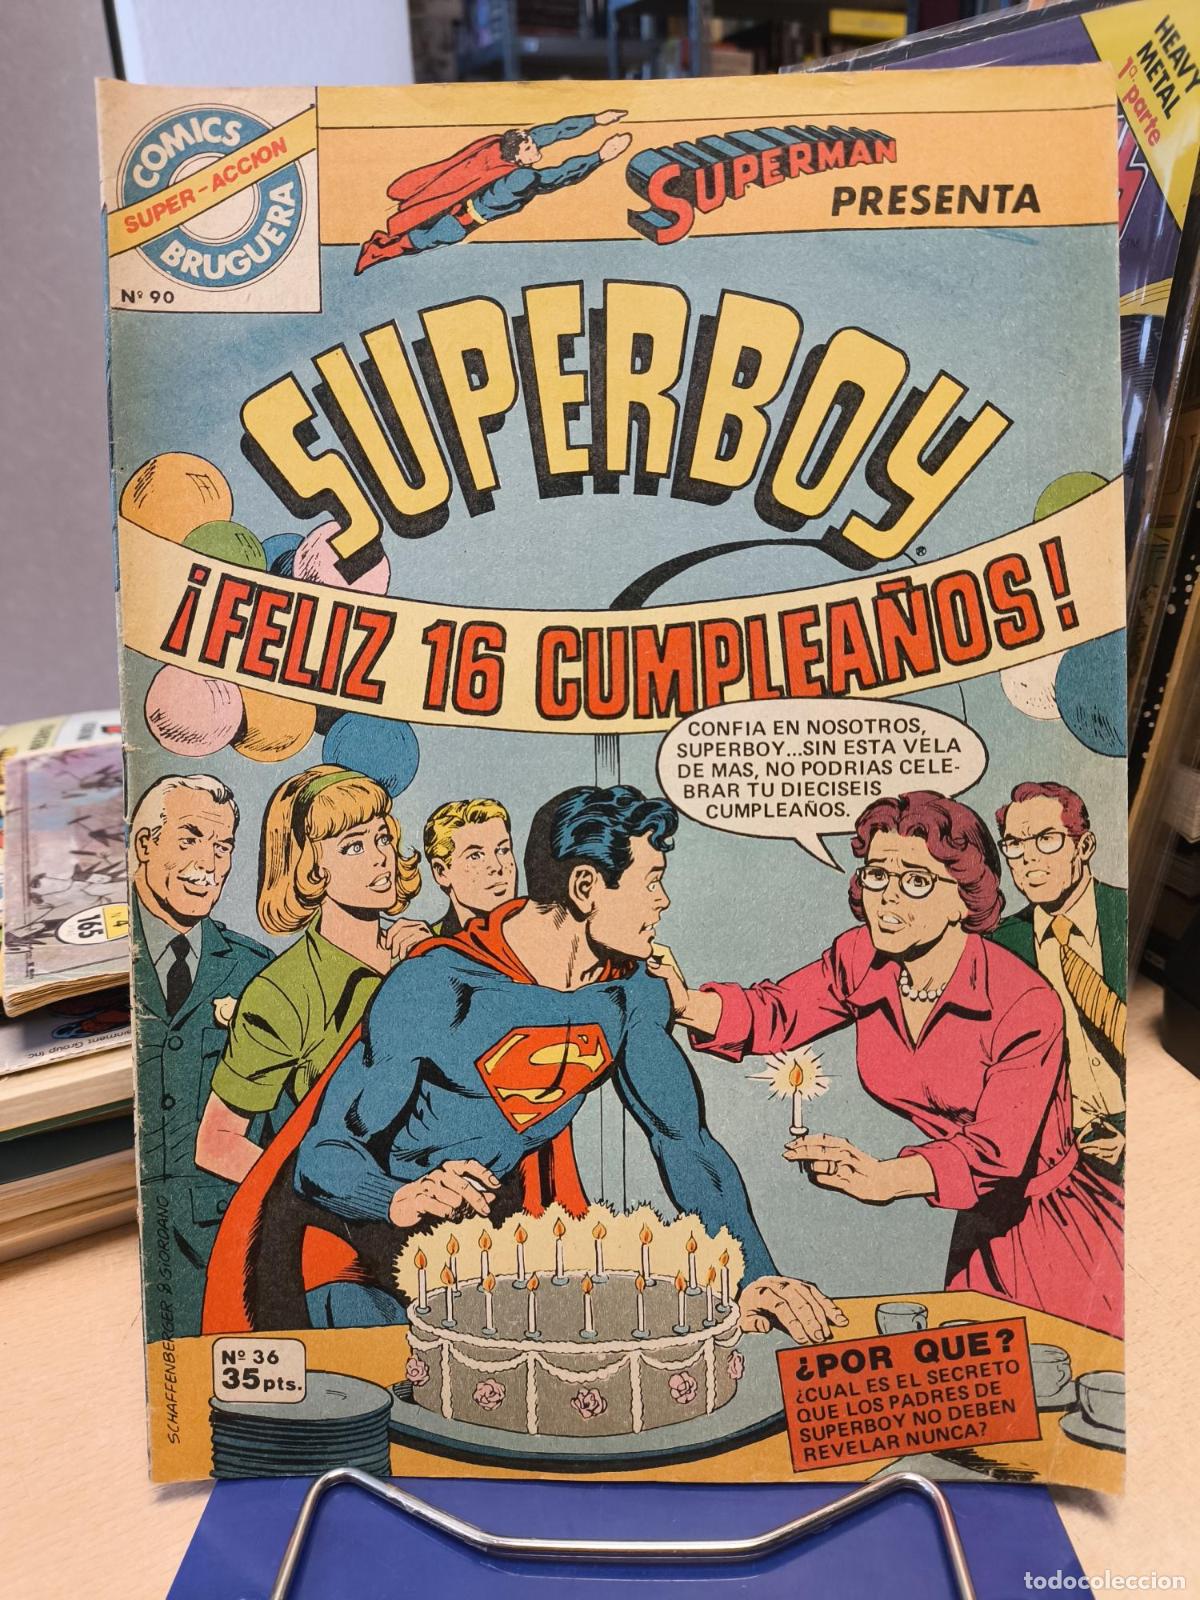 COMICS
SUPER-ACCION
BRUGUERA
Nº 90
SUPERMAN
PRESENTA
HEAVY
METAL
1ª parte
SUPERBOY
®
¡FELIZ 16 CUMPLEAÑOS!
CONFIA EN NOSOTROS,
SUPERBOY...SIN ESTA VELA
DE MAS, NO PODRIAS CELE-
BRAR TU DIECISEIS
CUMPLEAÑOS.
165
SCHAFFENBERGER & GIORDANO
Nº 36
35 pts.
¿POR QUE?
¿CUAL ES EL SECRETO
QUE LOS PADRES DE
SUPERBOY NO DEBEN
REVELAR NUNCA?
todocoleccion